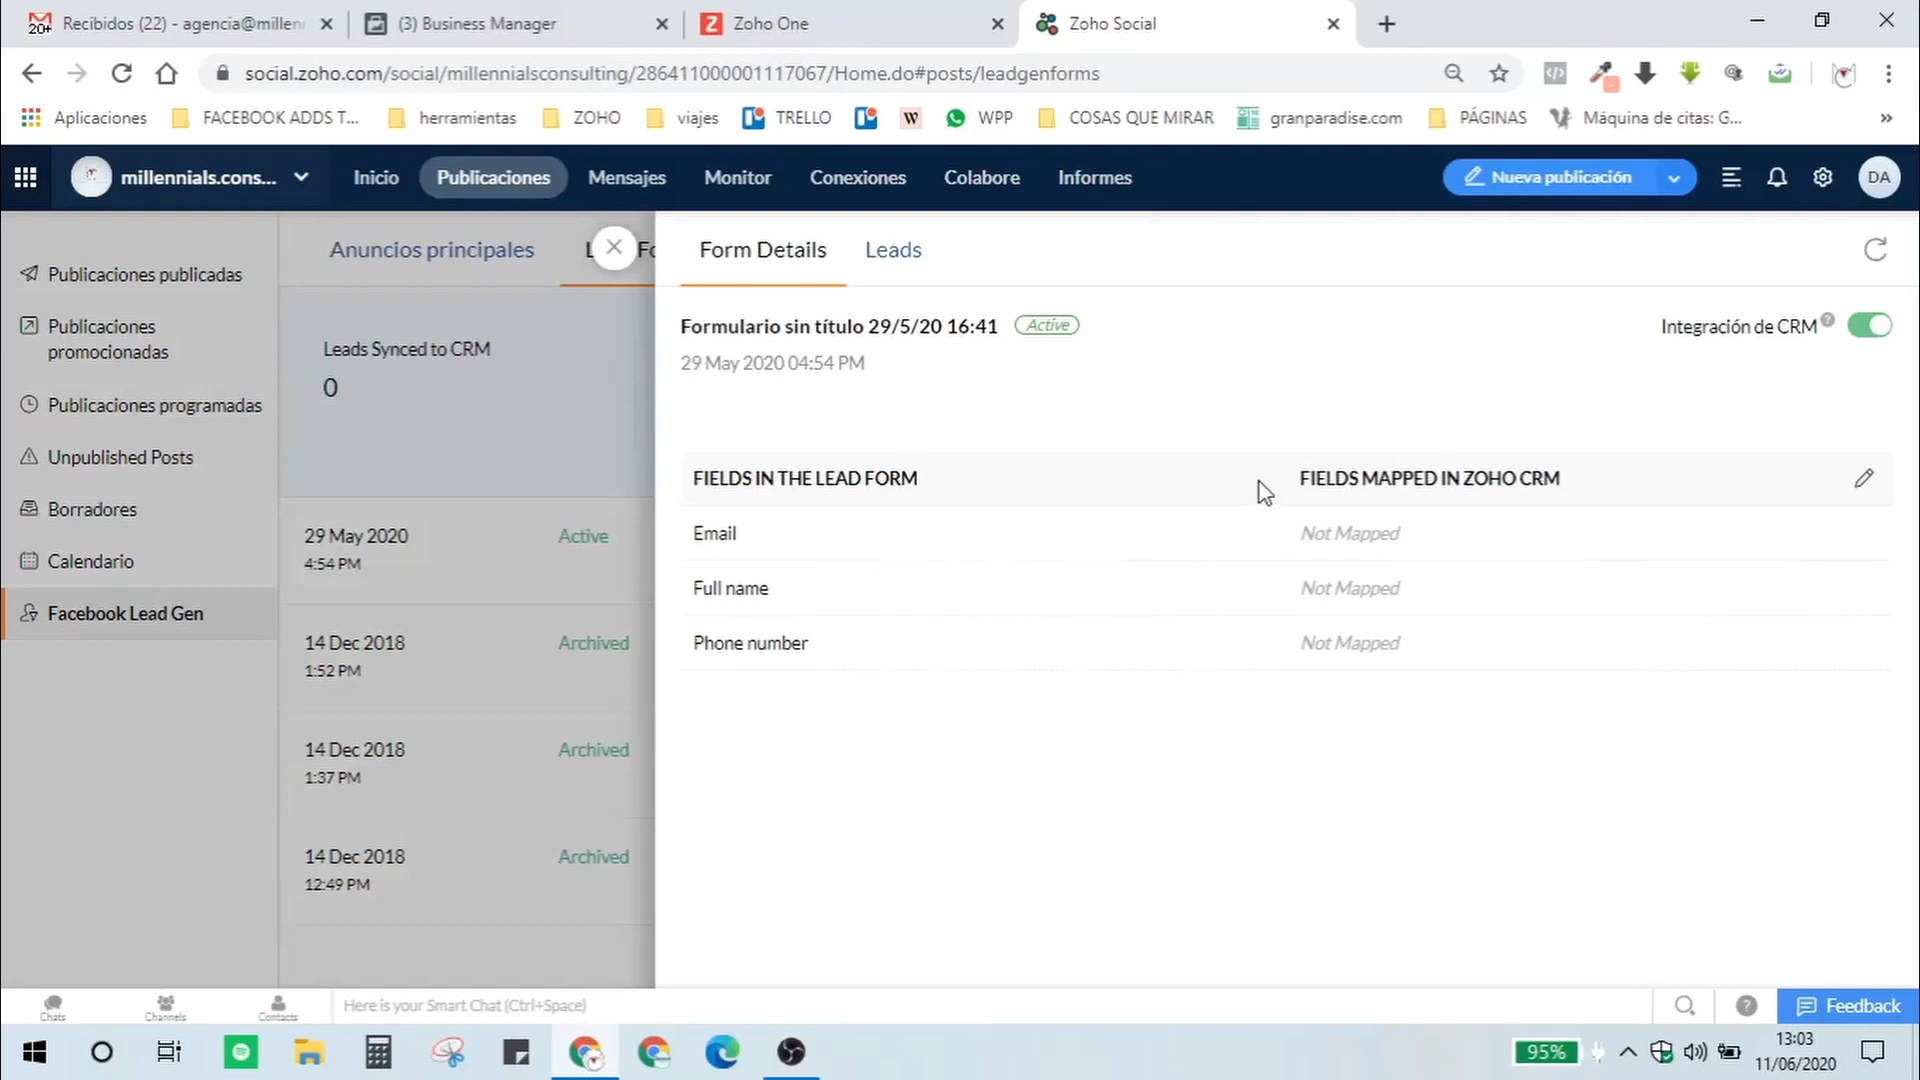 Recibidos (22) - agencia@millenn
(3) Business Manager
Zoho One
Zoho Social
social.zoho.com/social/millennialsconsulting/286411000001117067/Home.do#posts/leadgenforms
Aplicaciones
FACEBOOK ADDS T...
herramientas
ZOHO
viajes
TRELLO
WPP
COSAS QUE MIRAR
granparadise.com
PÁGINAS
Máquina de citas: G...
millennials.cons...
Inicio
Publicaciones
Mensajes
Monitor
Conexiones
Colabore
Informes
Nueva publicación
DA
Publicaciones publicadas
Publicaciones
promocionadas
Publicaciones programadas
Unpublished Posts
Borradores
Calendario
Facebook Lead Gen
Anuncios principales
L Fo
Leads Synced to CRM
0
29 May 2020
4:54 PM
Active
14 Dec 2018
1:52 PM
Archived
14 Dec 2018
1:37 PM
Archived
14 Dec 2018
12:49 PM
Archived
Form Details
Leads
Formulario sin título 29/5/20 16:41
Active
29 May 2020 04:54 PM
Integración de CRM
FIELDS IN THE LEAD FORM
FIELDS MAPPED IN ZOHO CRM
Email
Not Mapped
Full name
Not Mapped
Phone number
Not Mapped
Chats
Channels
Contacts
Here is your Smart Chat (Ctrl+Space)
Feedback
95%
13:03
11/06/2020